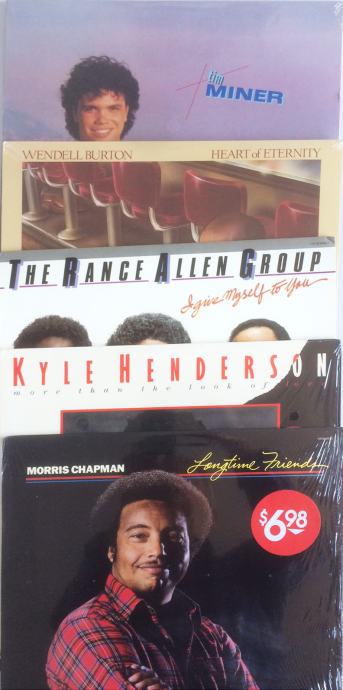 tim
MINER
WENDELL BURTON HEART of ETERNITY
THE RANCE ALLEN GROUP
I give Myself to You
KYLE HENDERSON
more than the look of love
MORRIS CHAPMAN Longtime Friends
$6.98